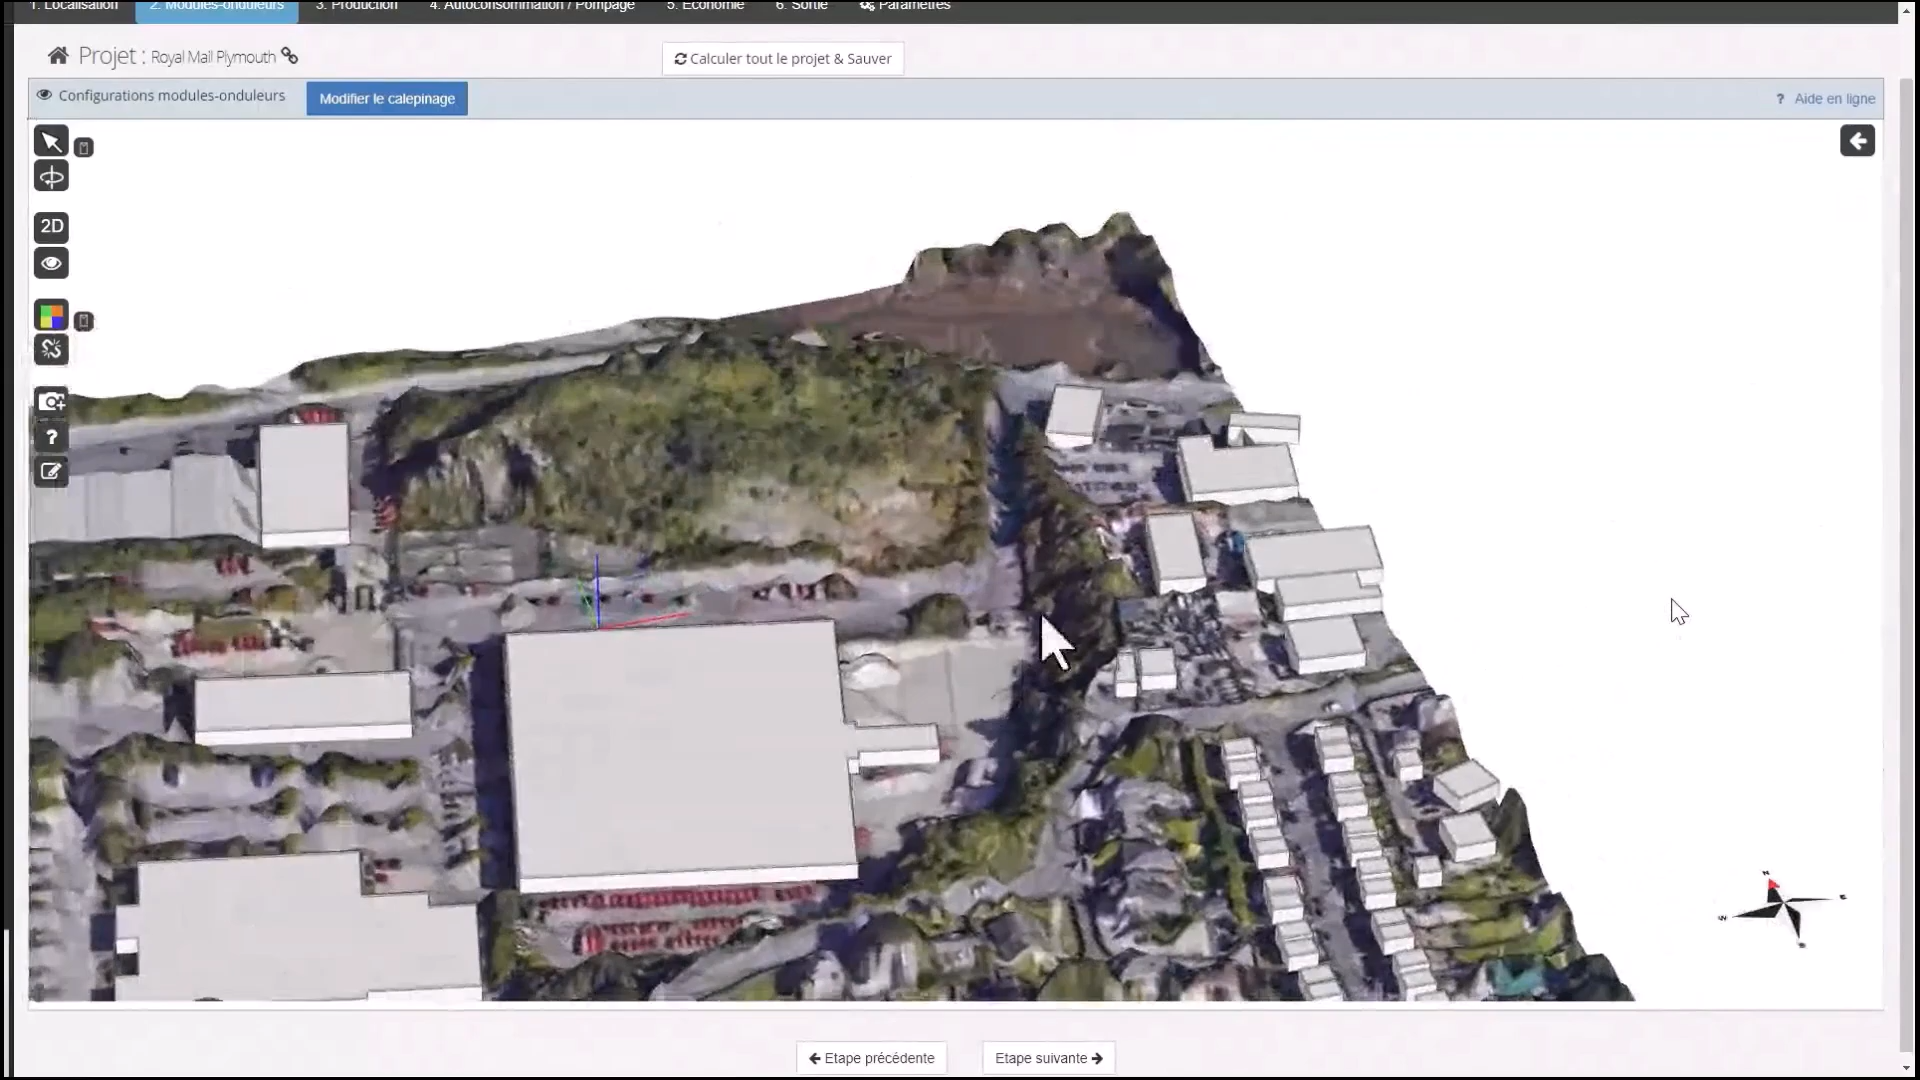 1. Localisation 2. Modules-onduleurs 3. Production 4. Autoconsommation / Pompage 5. Economie 6. Sortie Paramètres
Projet : Royal Mail Plymouth
Calculer tout le projet & Sauver
Configurations modules-onduleurs Modifier le calepinage ? Aide en ligne
2D
?
N
E
W
S
Etape précédente Etape suivante